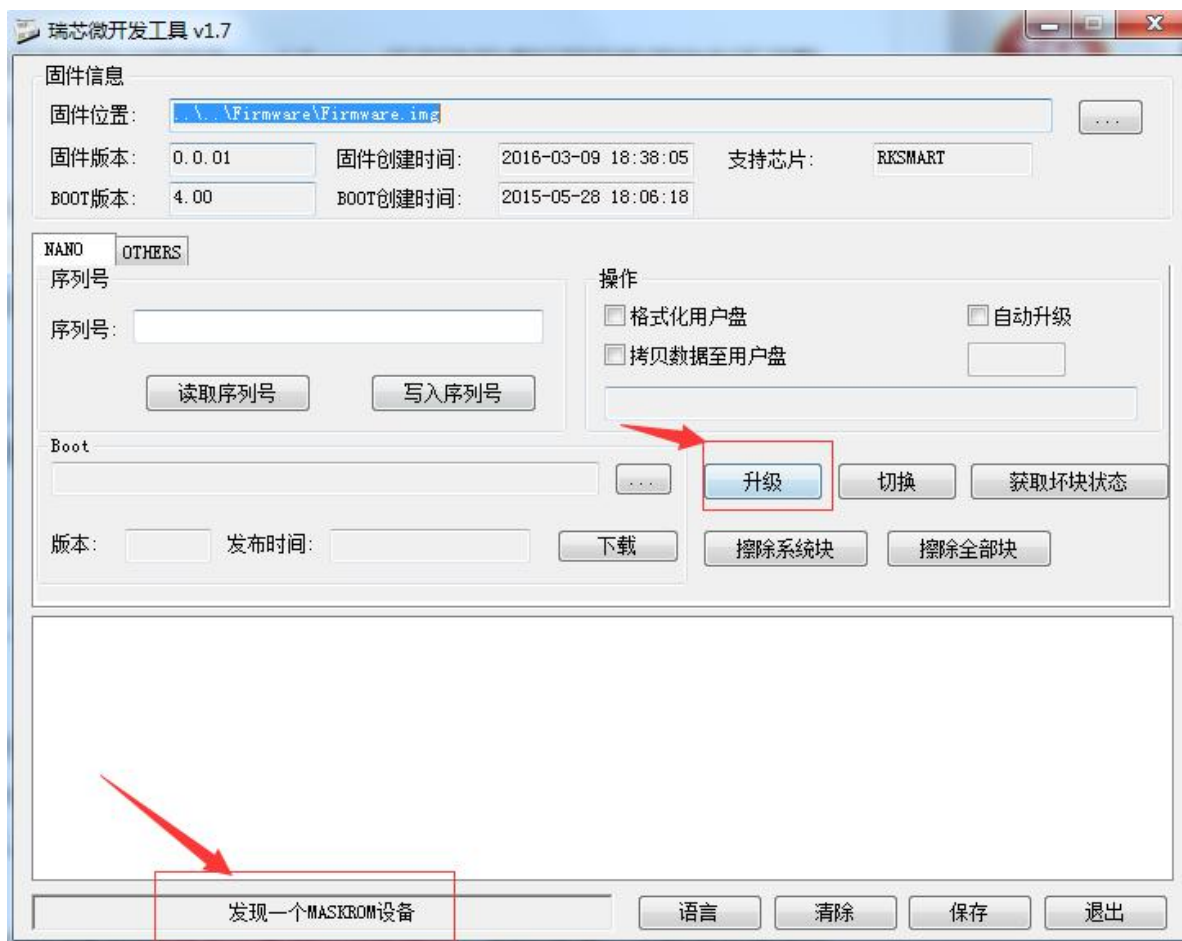 瑞芯微开发工具 v1.7
固件信息
固件位置: ..\..\Firmware\Firmware.img ...
固件版本: 0.0.01 固件创建时间: 2016-03-09 18:38:05 支持芯片: RKSMART
BOOT版本: 4.00 BOOT创建时间: 2015-05-28 18:06:18
NANO OTHERS
序列号 操作
格式化用户盘 自动升级
序列号:
拷贝数据至用户盘
读取序列号 写入序列号
Boot
... 升级 切换 获取坏块状态
版本: 发布时间: 下载 擦除系统块 擦除全部块
发现一个MASKROM设备 语言 清除 保存 退出